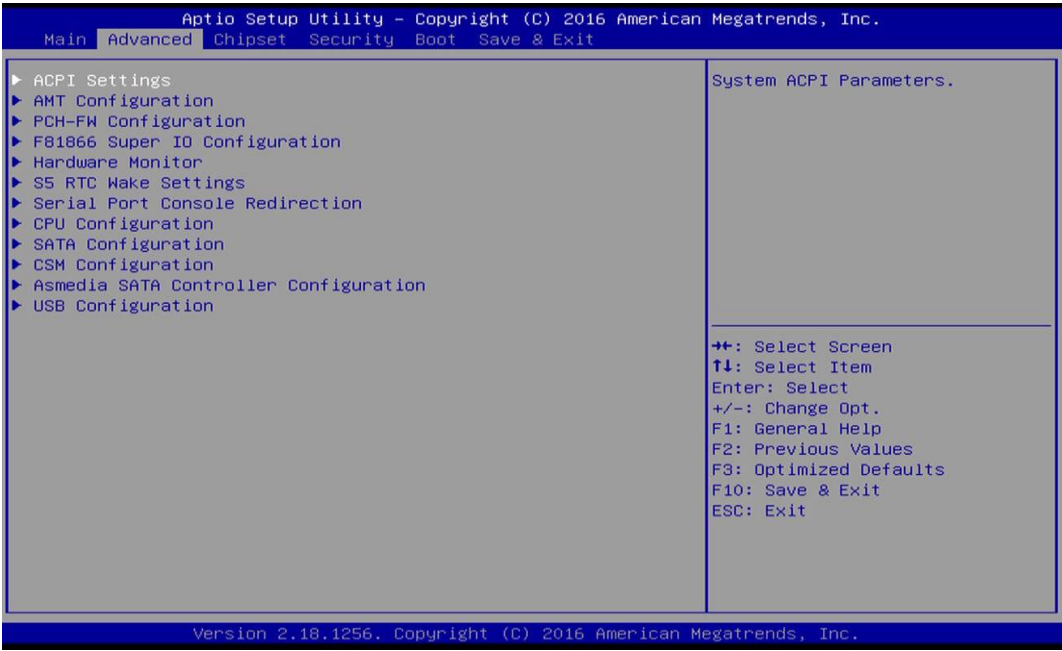 Aptio Setup Utility – Copyright (C) 2016 American Megatrends, Inc.
Main Advanced Chipset Security Boot Save & Exit
ACPI Settings
AMT Configuration
PCH-FW Configuration
F81866 Super IO Configuration
Hardware Monitor
S5 RTC Wake Settings
Serial Port Console Redirection
CPU Configuration
SATA Configuration
CSM Configuration
Asmedia SATA Controller Configuration
USB Configuration
System ACPI Parameters.
→←: Select Screen
↑↓: Select Item
Enter: Select
+/-: Change Opt.
F1: General Help
F2: Previous Values
F3: Optimized Defaults
F10: Save & Exit
ESC: Exit
Version 2.18.1256. Copyright (C) 2016 American Megatrends, Inc.